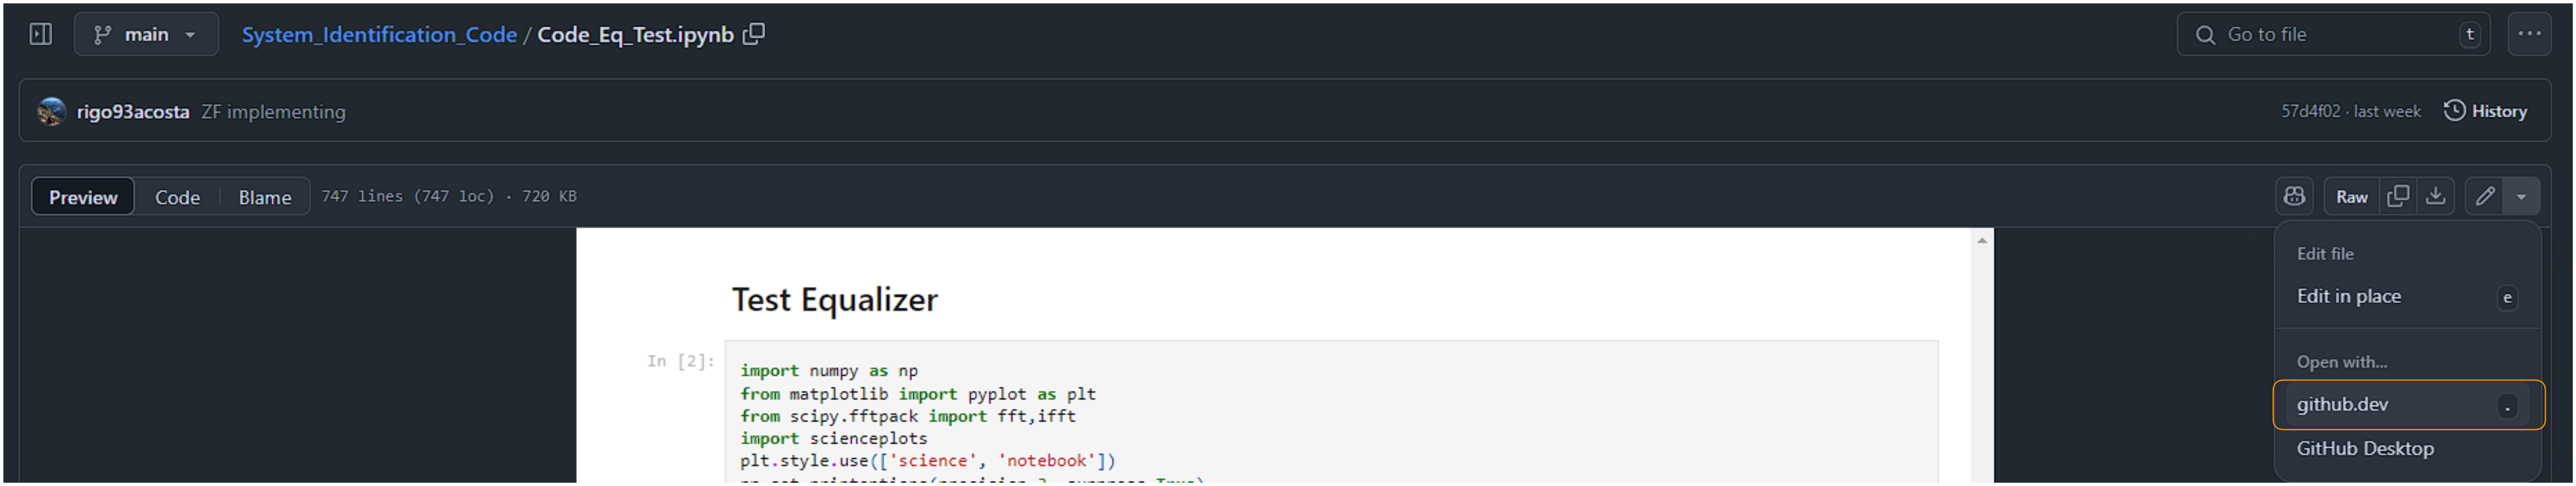 main System_Identification_Code / Code_Eq_Test.ipynb Go to file t ...
rigo93acosta ZF implementing 57d4f02 · last week History
Preview Code Blame 747 lines (747 loc) · 720 KB Raw
Edit file
Edit in place e
Open with...
github.dev .
GitHub Desktop
Test Equalizer
In [2]:
import numpy as np
from matplotlib import pyplot as plt
from scipy.fftpack import fft,ifft
import scienceplots
plt.style.use(['science', 'notebook'])